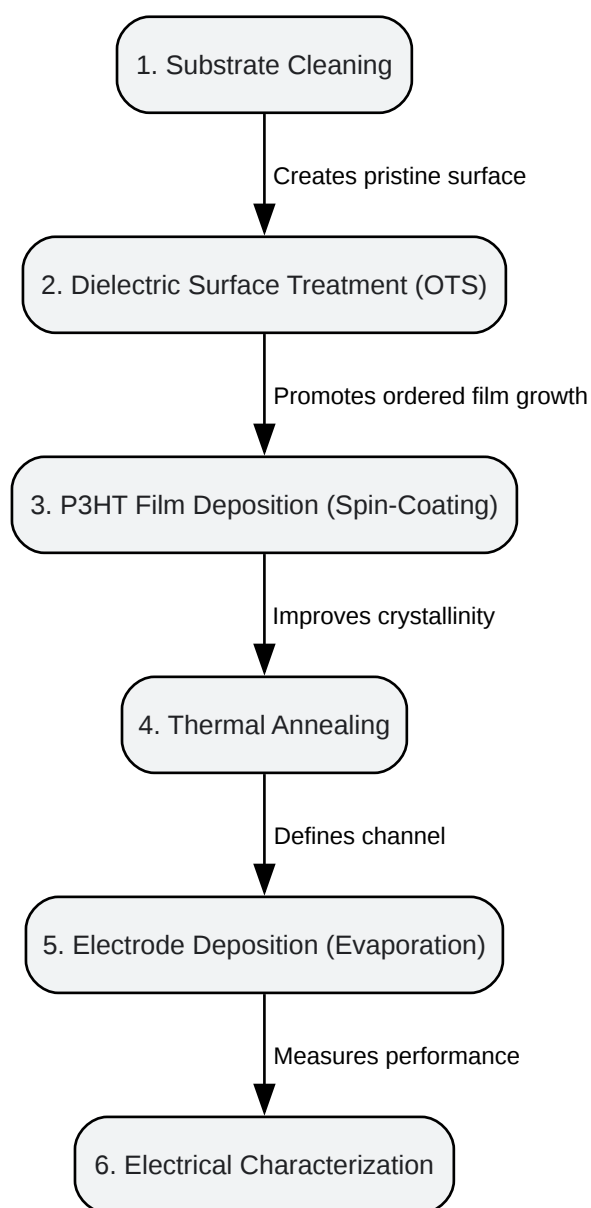 1. Substrate Cleaning
Creates pristine surface
2. Dielectric Surface Treatment (OTS)
Promotes ordered film growth
3. P3HT Film Deposition (Spin-Coating)
Improves crystallinity
4. Thermal Annealing
Defines channel
5. Electrode Deposition (Evaporation)
Measures performance
6. Electrical Characterization